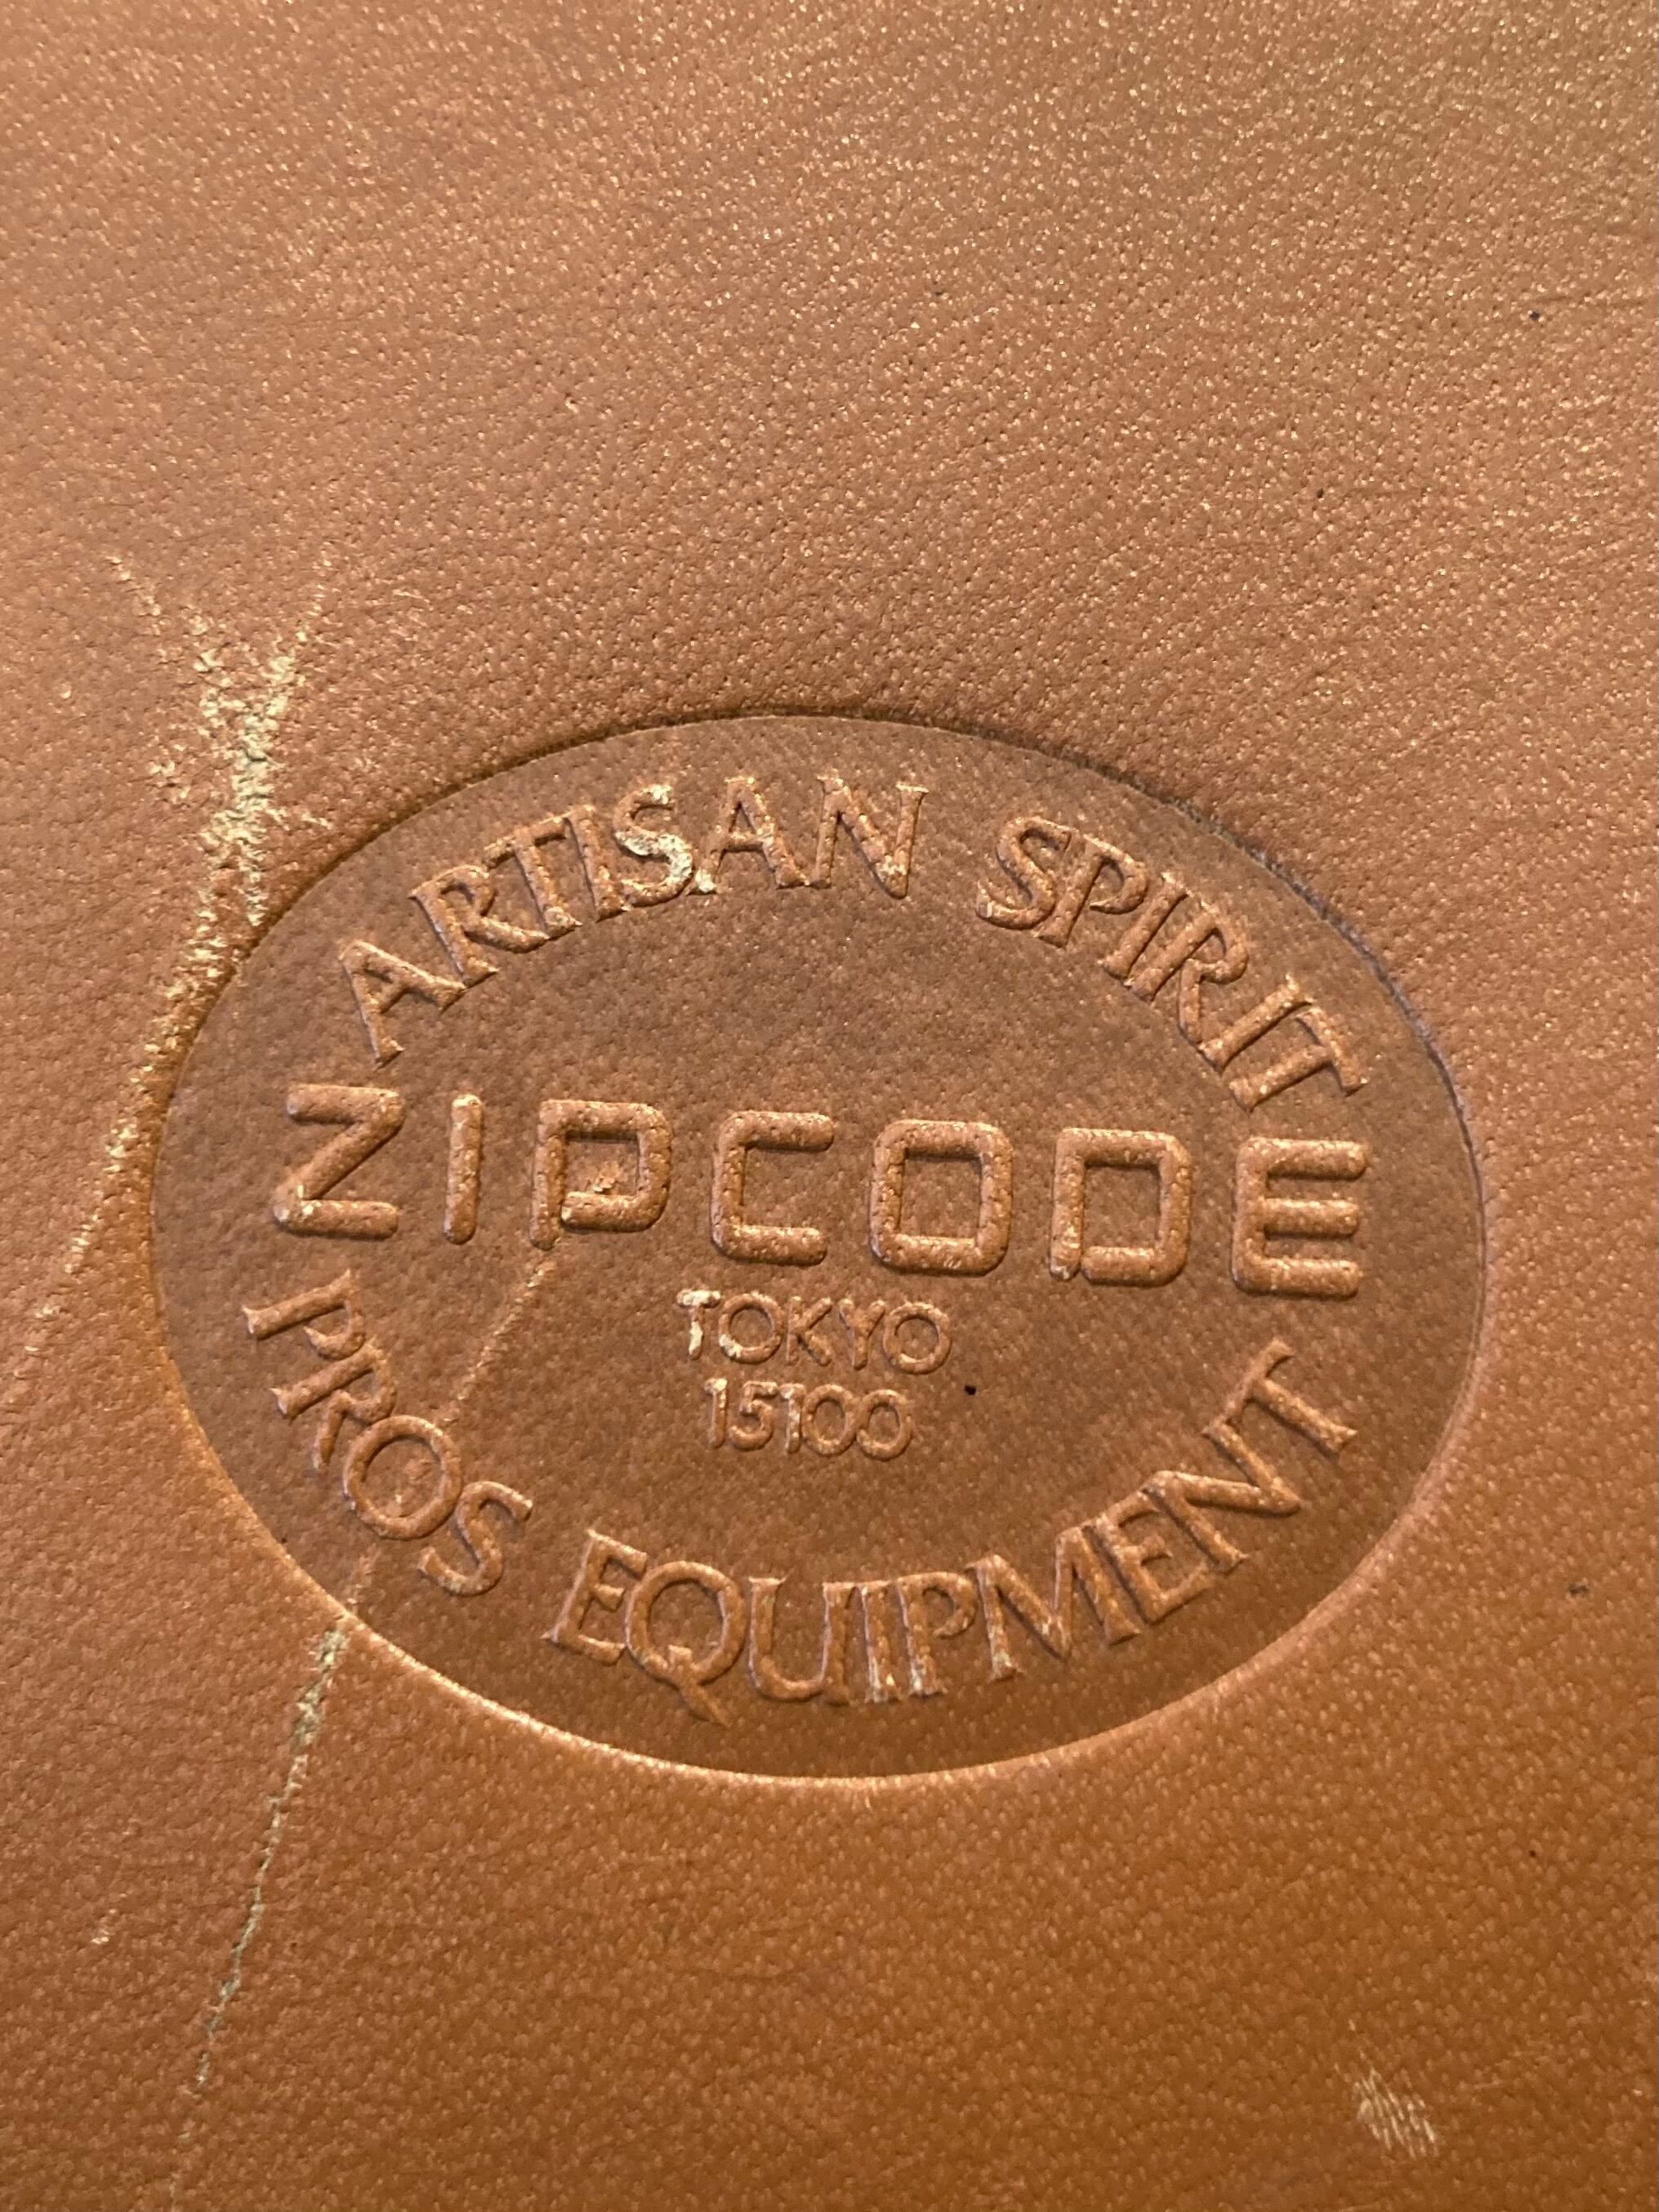 ARTISAN SPIRIT
ZIPCODE
TOKYO
15100
PROS EQUIPMENT